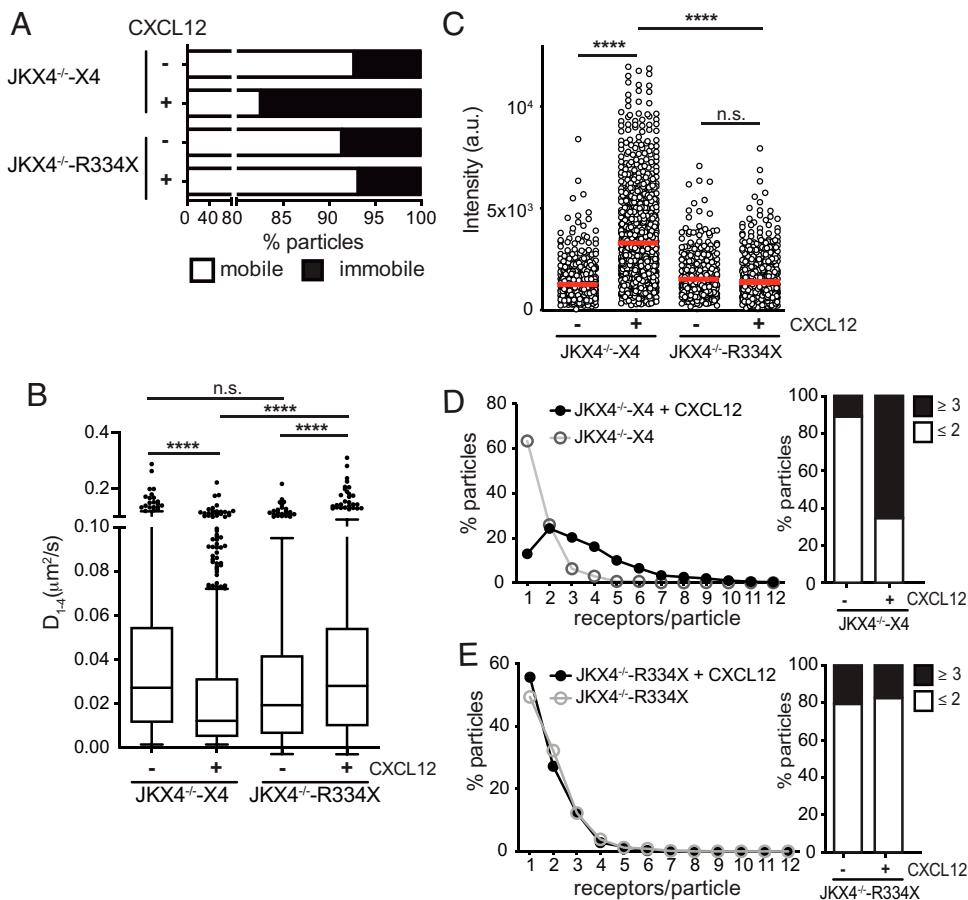 A
CXCL12
JKX4-/--X4
-
+
JKX4-/--R334X
-
+
0 40 80 85 90 95 100
% particles
mobile immobile
B
n.s.
****
****
****
0.4
0.2
0.10
0.08
0.06
0.04
0.02
0.00
D1-4(μm2/s)
- + - + CXCL12
JKX4-/--X4 JKX4-/--R334X
C
****
****
n.s.
10⁴
5x10³
0
Intensity (a.u.)
- + - + CXCL12
JKX4-/--X4 JKX4-/--R334X
D
JKX4-/--X4 + CXCL12
JKX4-/--X4
80
60
40
20
0
% particles
1 2 3 4 5 6 7 8 9 10 11 12
receptors/particle
100
80
60
40
20
0
% particles
≥ 3
≤ 2
- + CXCL12
JKX4-/--X4
E
JKX4-/--R334X + CXCL12
JKX4-/--R334X
60
40
20
0
% particles
1 2 3 4 5 6 7 8 9 10 11 12
receptors/particle
100
80
60
40
20
0
% particles
≥ 3
≤ 2
- + CXCL12
JKX4-/--R334X